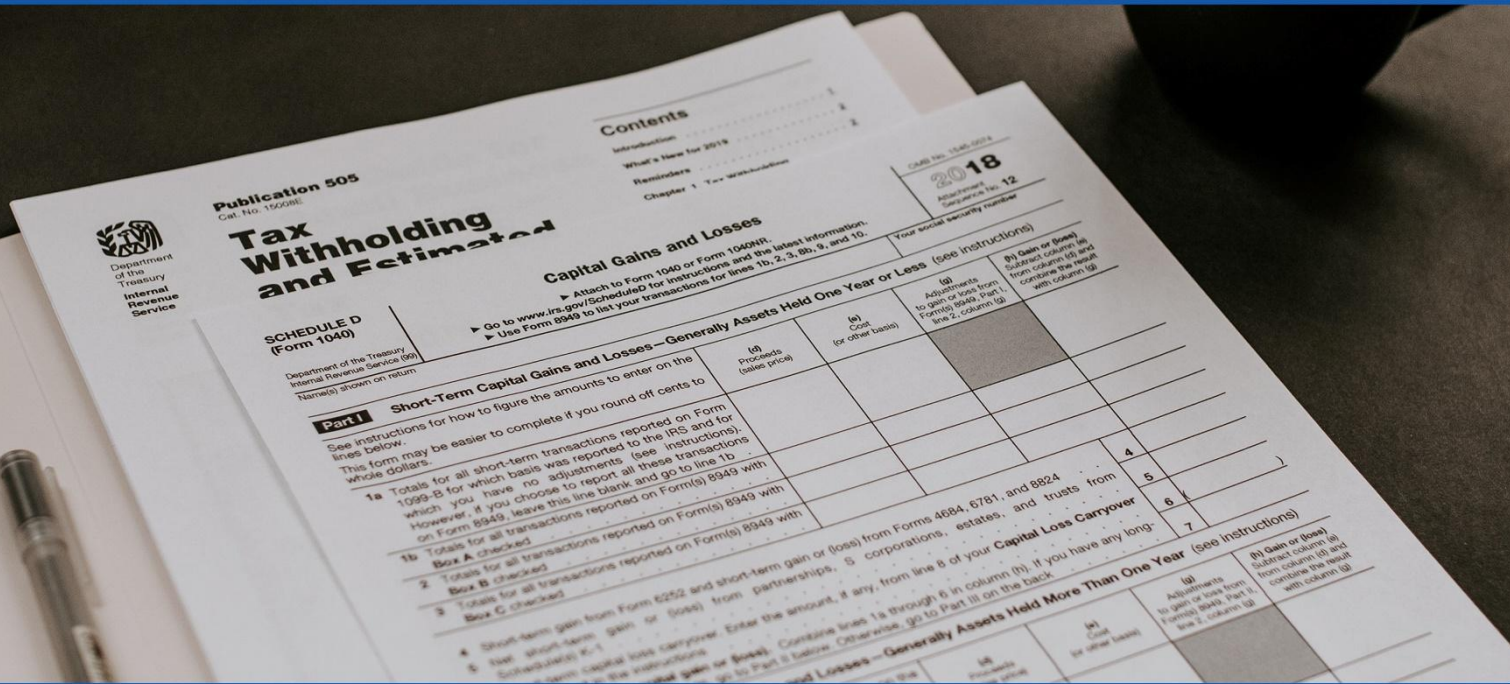 Publication 505
Cat. No. 15008E
Tax
Withholding
and Estimated
Department
of the
Treasury
Internal
Revenue
Service
Contents
Introduction 1
What's New for 2019 2
Reminders 2
Chapter 1. Tax Withholding
SCHEDULE D
(Form 1040)
Department of the Treasury
Internal Revenue Service (99)
Capital Gains and Losses
► Attach to Form 1040 or Form 1040NR.
► Go to www.irs.gov/ScheduleD for instructions and the latest information.
► Use Form 8949 to list your transactions for lines 1b, 2, 3, 8b, 9, and 10.
OMB No. 1545-0074
2018
Attachment
Sequence No. 12
Name(s) shown on return
Your social security number
Part I Short-Term Capital Gains and Losses—Generally Assets Held One Year or Less (see instructions)
See instructions for how to figure the amounts to enter on the
lines below.
This form may be easier to complete if you round off cents to
whole dollars.
(d)
Proceeds
(sales price)
(e)
Cost
(or other basis)
(g)
Adjustments
to gain or loss from
Form(s) 8949, Part I,
line 2, column (g)
(h) Gain or (loss)
Subtract column (e)
from column (d) and
combine the result
with column (g)
1a Totals for all short-term transactions reported on Form
1099-B for which basis was reported to the IRS and for
which you have no adjustments (see instructions).
However, if you choose to report all these transactions
on Form 8949, leave this line blank and go to line 1b
1b Totals for all transactions reported on Form(s) 8949 with
Box A checked
2 Totals for all transactions reported on Form(s) 8949 with
Box B checked
3 Totals for all transactions reported on Form(s) 8949 with
Box C checked
4 Short-term gain from Form 6252 and short-term gain or (loss) from Forms 4684, 6781, and 8824 4
5 Net short-term gain or (loss) from partnerships, S corporations, estates, and trusts from
Schedule(s) K-1 5
short-term capital loss carryover. Enter the amount, if any, from line 8 of your Capital Loss Carryover
in the instructions 6 ( )
capital gain or (loss). Combine lines 1a through 6 in column (h). If you have any long-
go to Part II below. Otherwise, go to Part III on the back 7
and Losses—Generally Assets Held More Than One Year (see instructions)
(d)
Proceeds
price)
(e)
Cost
(or other basis)
(g)
Adjustments
to gain or loss from
Form(s) 8949, Part II,
line 2, column (g)
(h) Gain or (loss)
Subtract column (e)
from column (d) and
combine the result
with column (g)